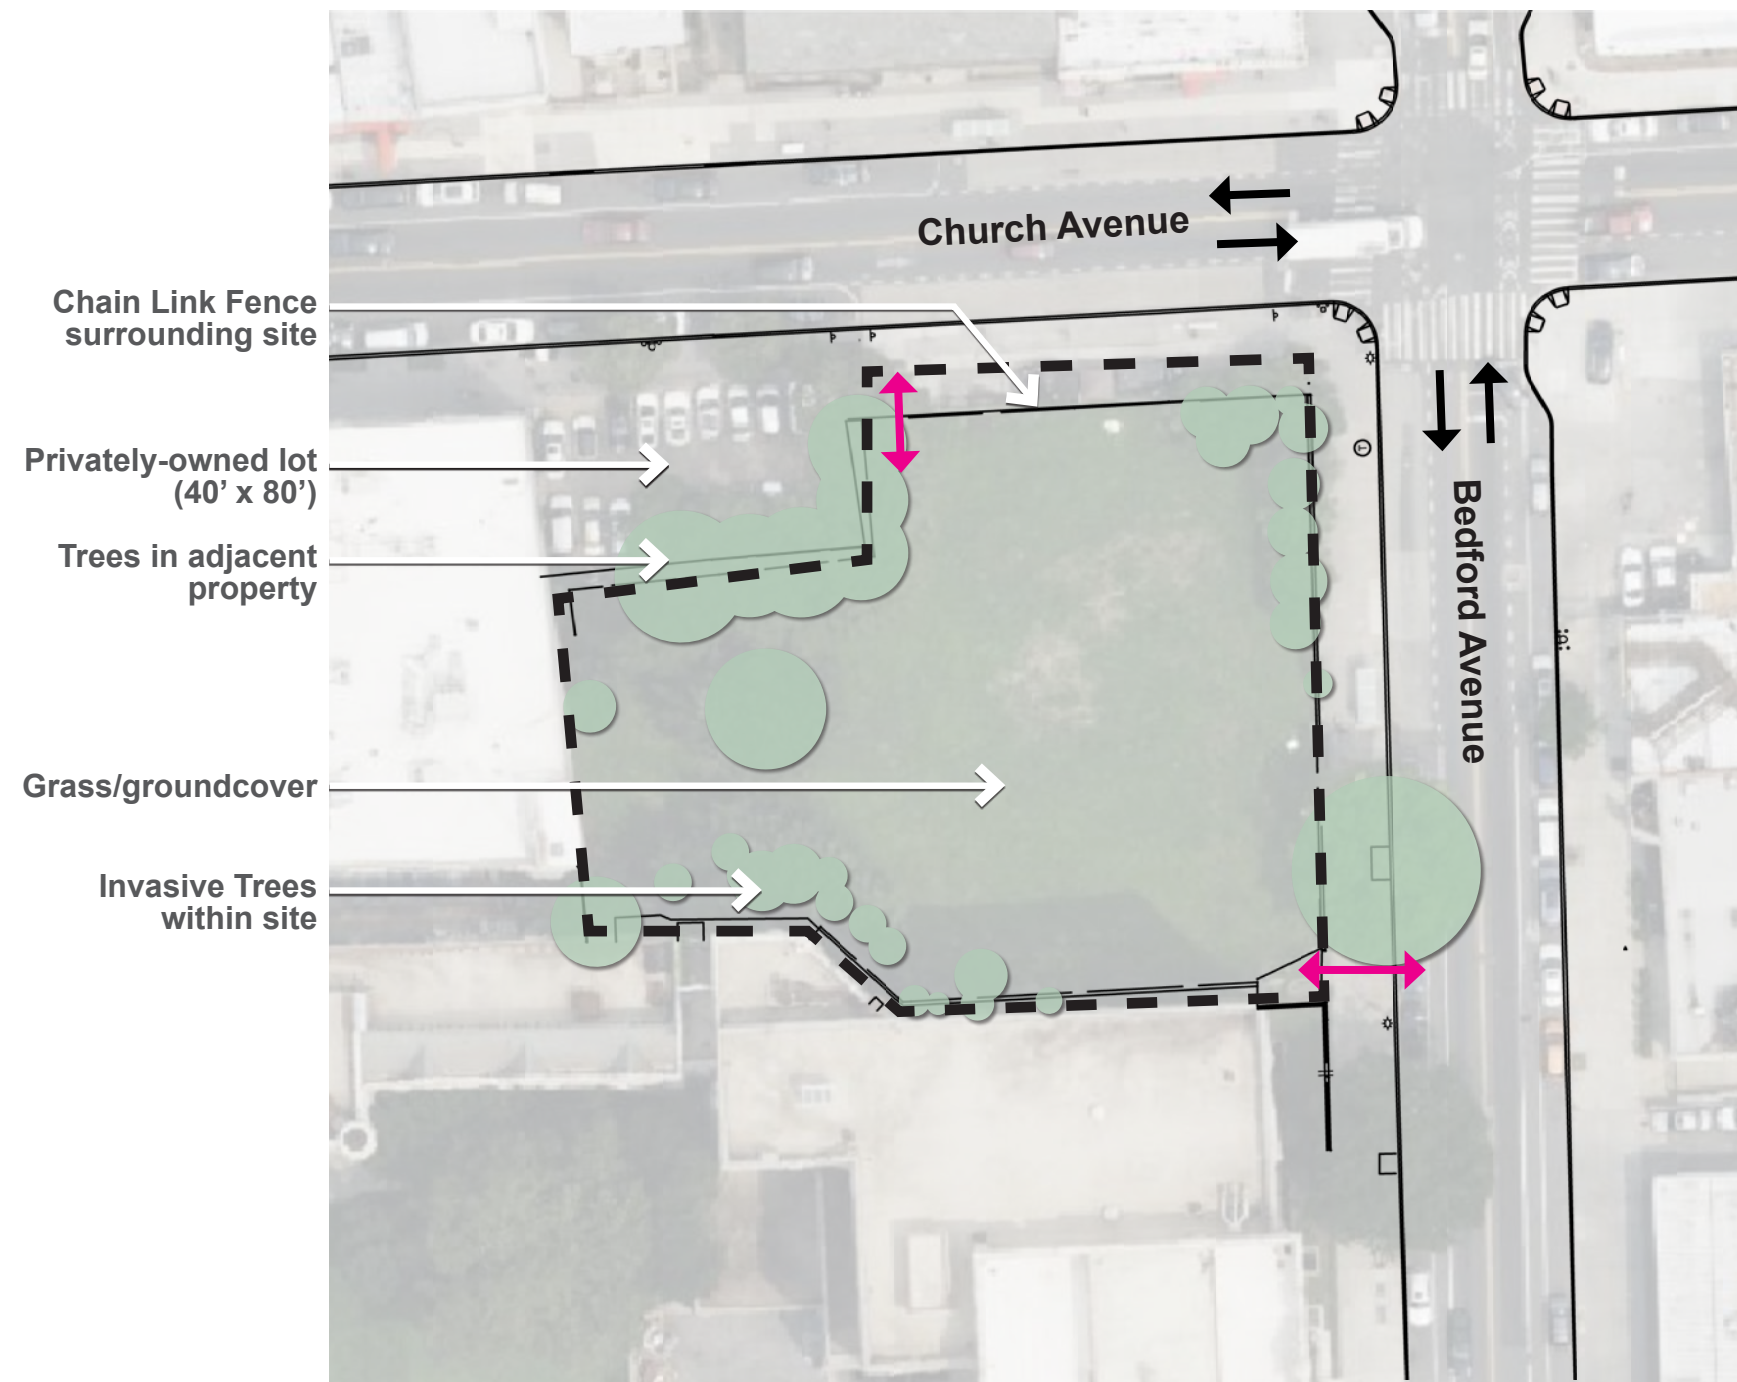 Church Avenue
Chain Link Fence
surrounding site
Privately-owned lot
(40’ x 80’)
Bedford Avenue
Trees in adjacent
property
Grass/groundcover
Invasive Trees
within site
T